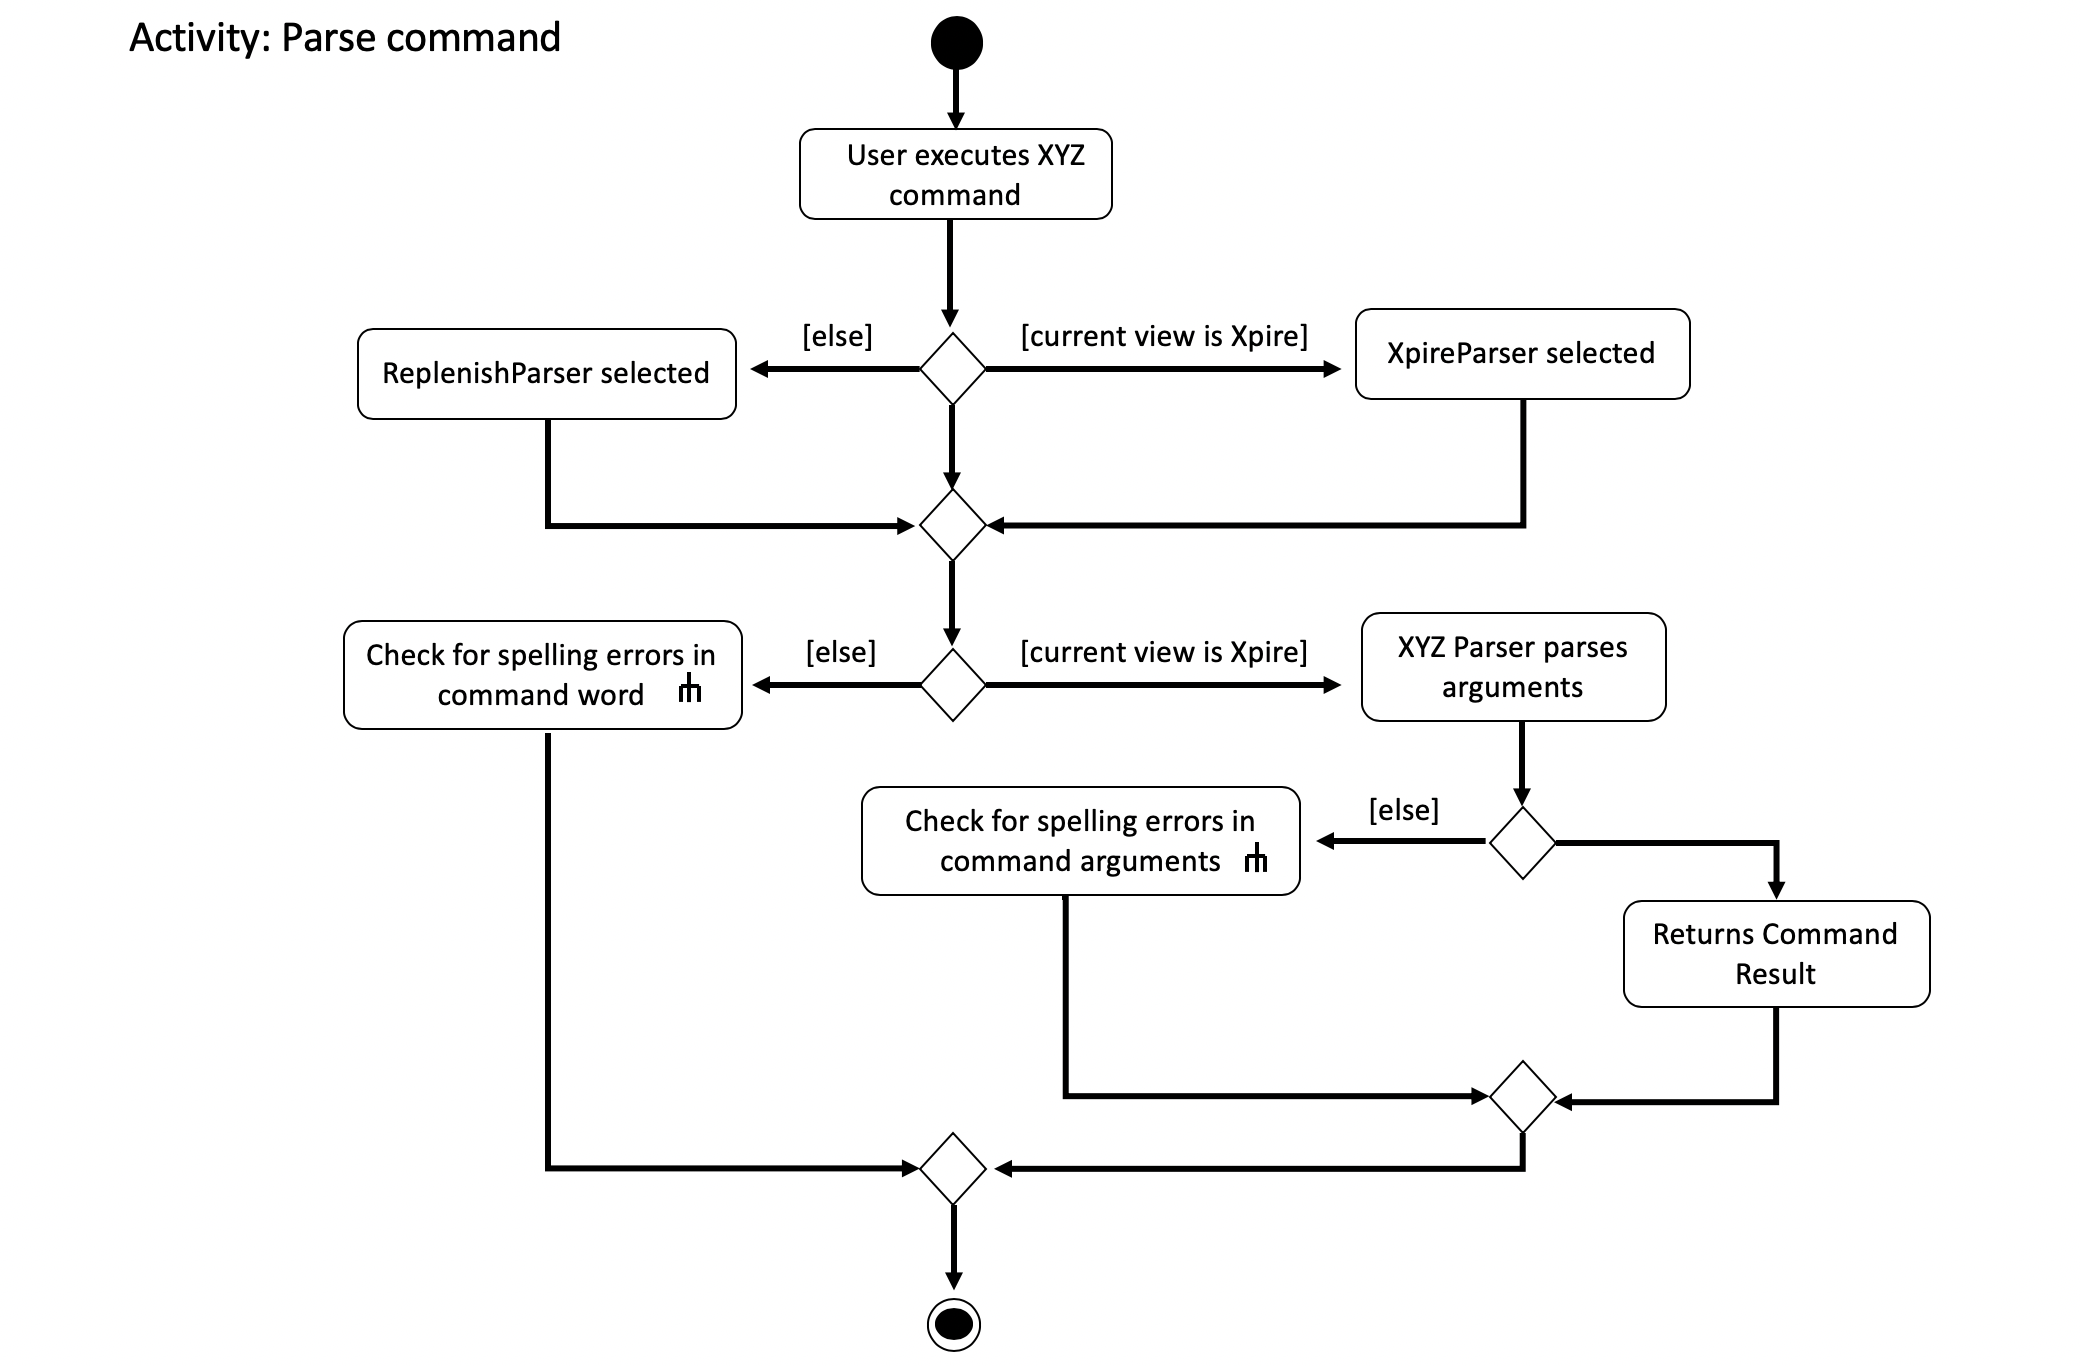 Activity: Parse command
User executes XYZ
command
[else]
[current view is Xpire]
ReplenishParser selected
XpireParser selected
[else]
[current view is Xpire]
Check for spelling errors in
command word
XYZ Parser parses
arguments
[else]
Check for spelling errors in
command arguments
Returns Command
Result